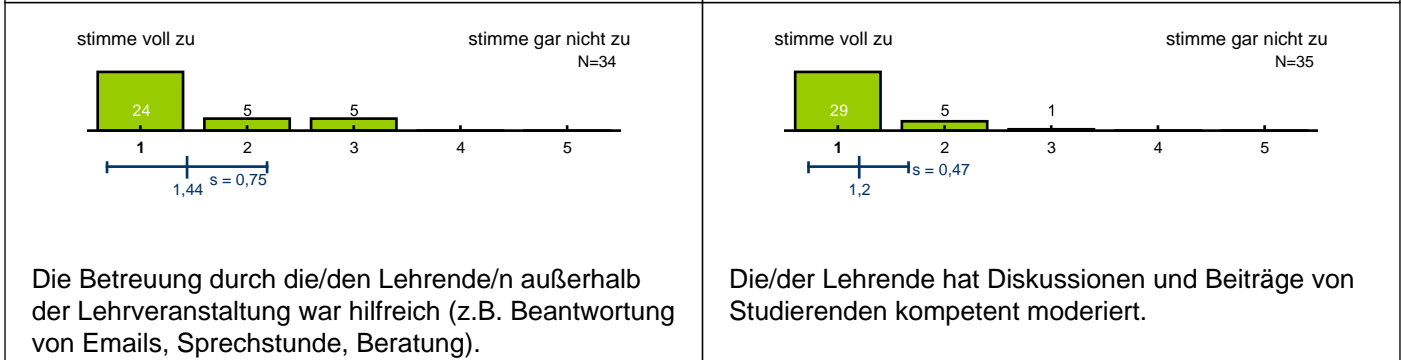 stimme voll zu stimme gar nicht zu
N=34
24 5 5
1 2 3 4 5
1,44 s = 0,75
Die Betreuung durch die/den Lehrende/n außerhalb
der Lehrveranstaltung war hilfreich (z.B. Beantwortung
von Emails, Sprechstunde, Beratung).
stimme voll zu stimme gar nicht zu
N=35
29 5 1
1 2 3 4 5
s = 0,47
1,2
Die/der Lehrende hat Diskussionen und Beiträge von
Studierenden kompetent moderiert.